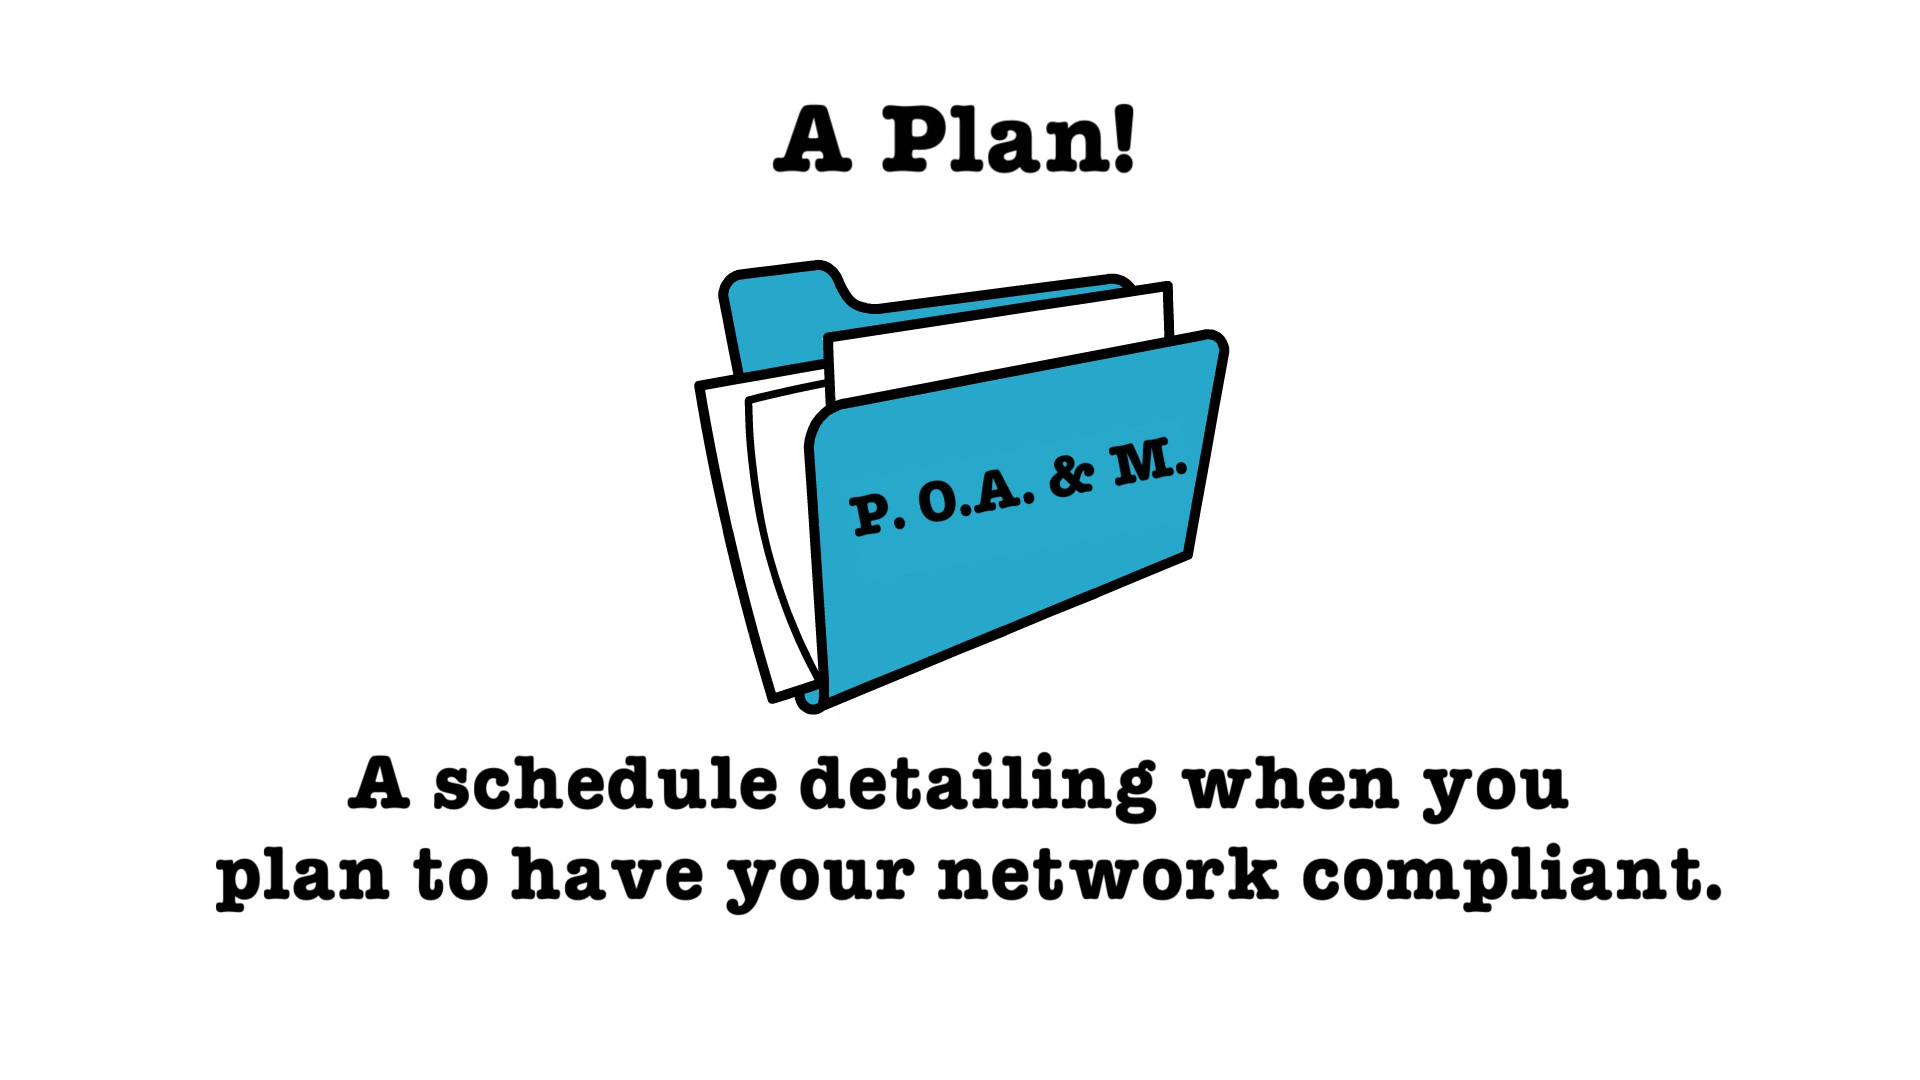 A Plan!
P. O.A. & M.
A schedule detailing when you
plan to have your network compliant.